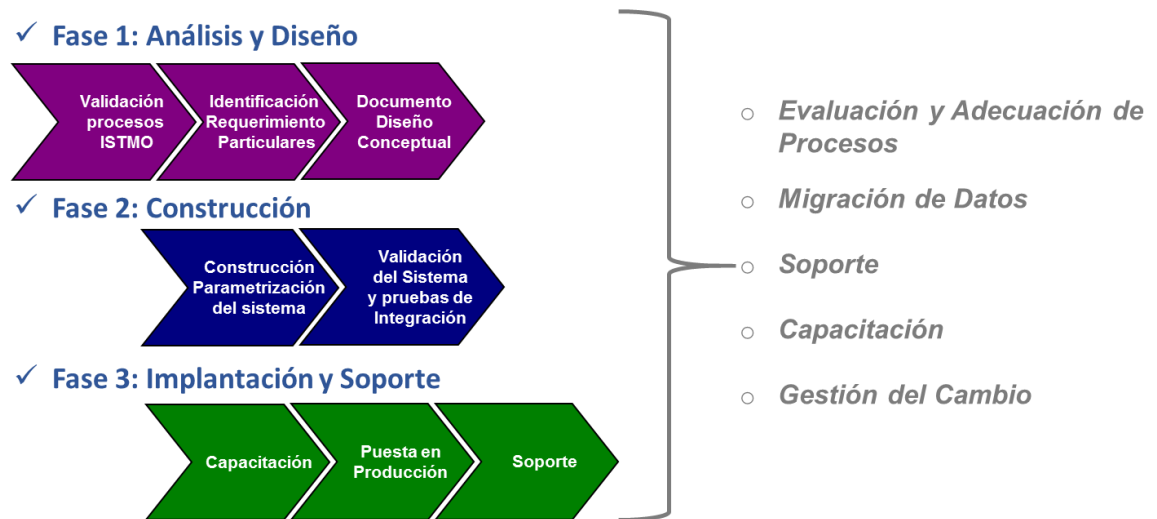 ✓ Fase 1: Análisis y Diseño
Validación
procesos
ISTMO
Identificación
Requerimiento
Particulares
Documento
Diseño
Conceptual
✓ Fase 2: Construcción
Construcción
Parametrización
del sistema
Validación
del Sistema
y pruebas de
Integración
✓ Fase 3: Implantación y Soporte
Capacitación
Puesta en
Producción
Soporte
o Evaluación y Adecuación de
Procesos
o Migración de Datos
o Soporte
o Capacitación
o Gestión del Cambio